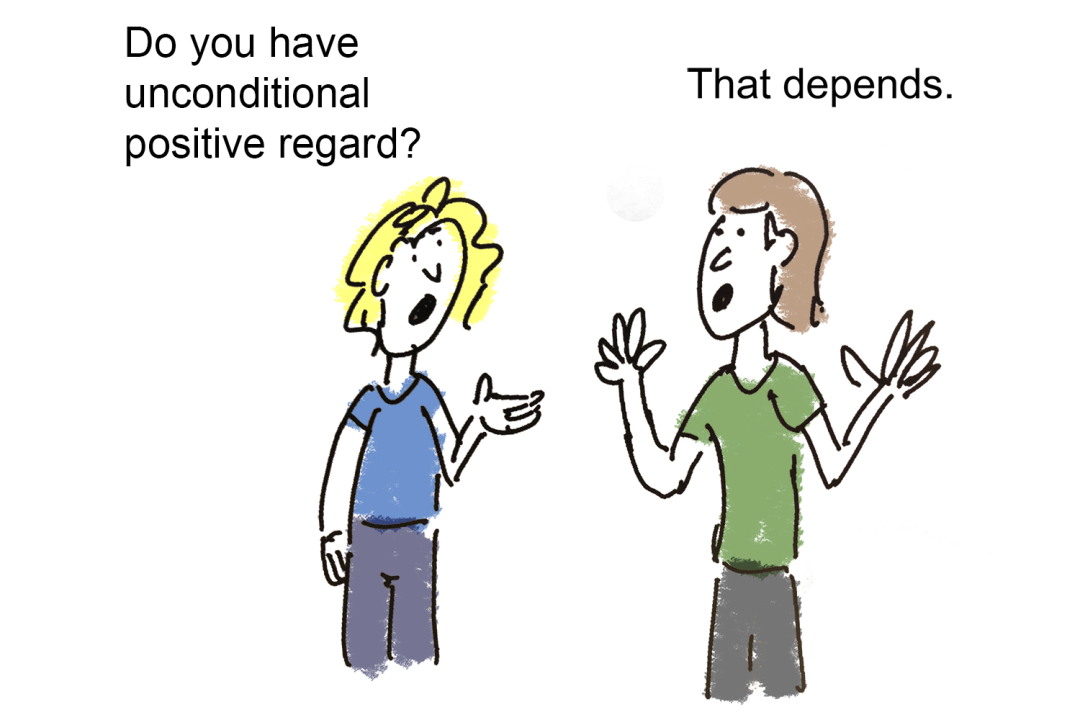 Do you have
unconditional
positive regard?
That depends.